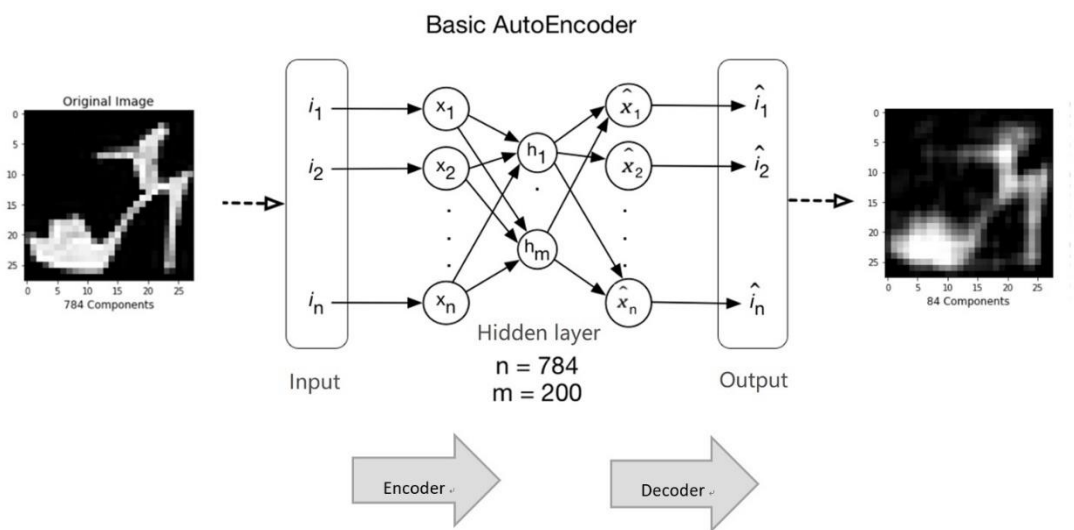 Basic AutoEncoder
Original Image
0
5
10
15
20
25
0 5 10 15 20 25
784 Components
i₁
i₂
iₙ
Input
x₁
x₂
.
.
.
xₙ
h₁
.
.
hₘ
Hidden layer
n = 784
m = 200
x̂₁
x̂₂
.
.
.
x̂ₙ
î₁
î₂
îₙ
Output
0
5
10
15
20
25
0 5 10 15 20 25
84 Components
Encoder
Decoder